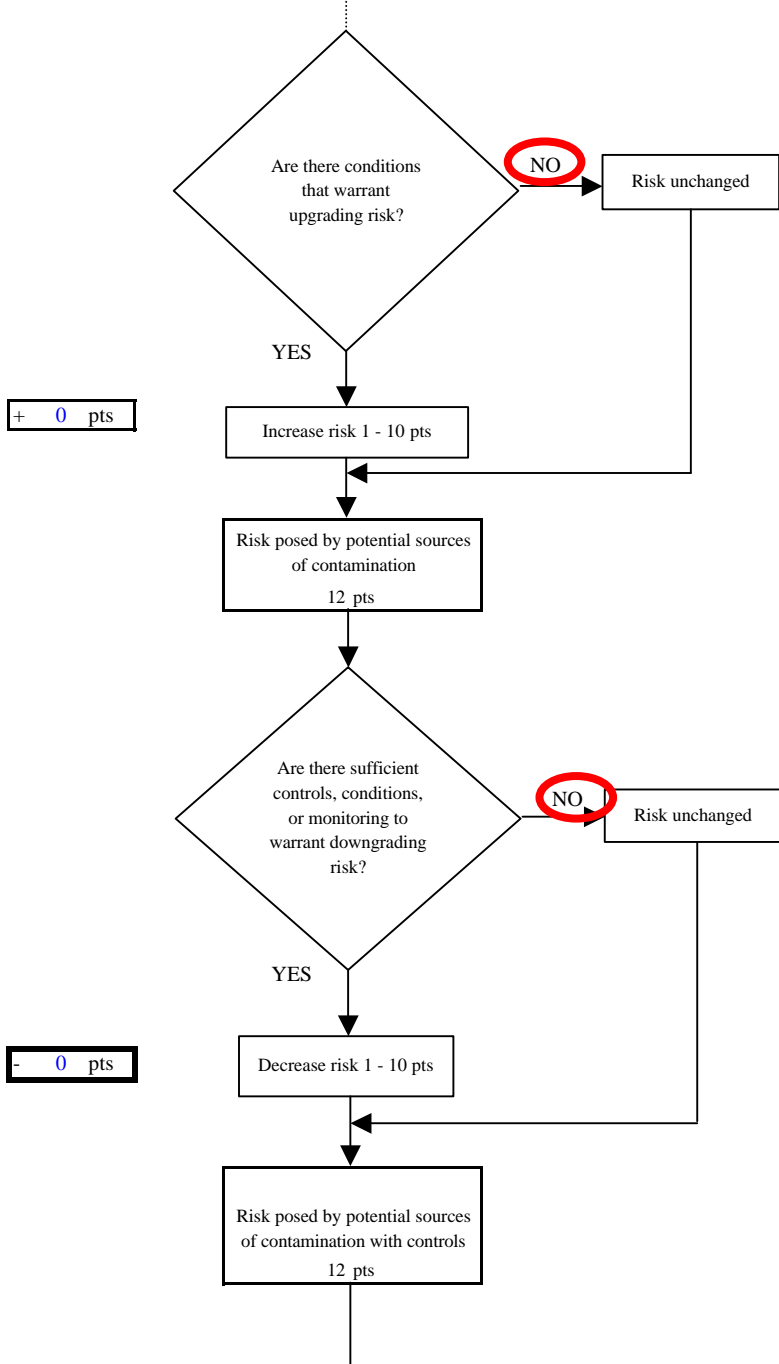 Are there conditions
that warrant
upgrading risk?
NO
Risk unchanged
YES
+ 0 pts
Increase risk 1 - 10 pts
Risk posed by potential sources
of contamination
12 pts
Are there sufficient
controls, conditions,
or monitoring to
warrant downgrading
risk?
NO
Risk unchanged
YES
- 0 pts
Decrease risk 1 - 10 pts
Risk posed by potential sources
of contamination with controls
12 pts